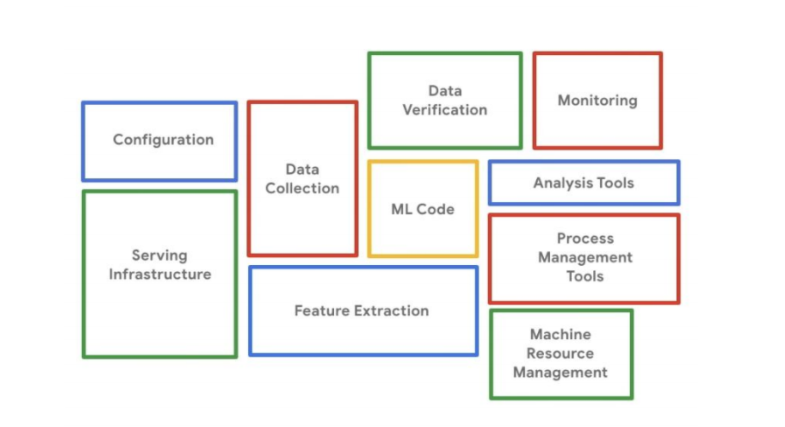 Data
Verification
Monitoring
Configuration
Data
Collection
ML Code
Analysis Tools
Serving
Infrastructure
Process
Management
Tools
Feature Extraction
Machine
Resource
Management